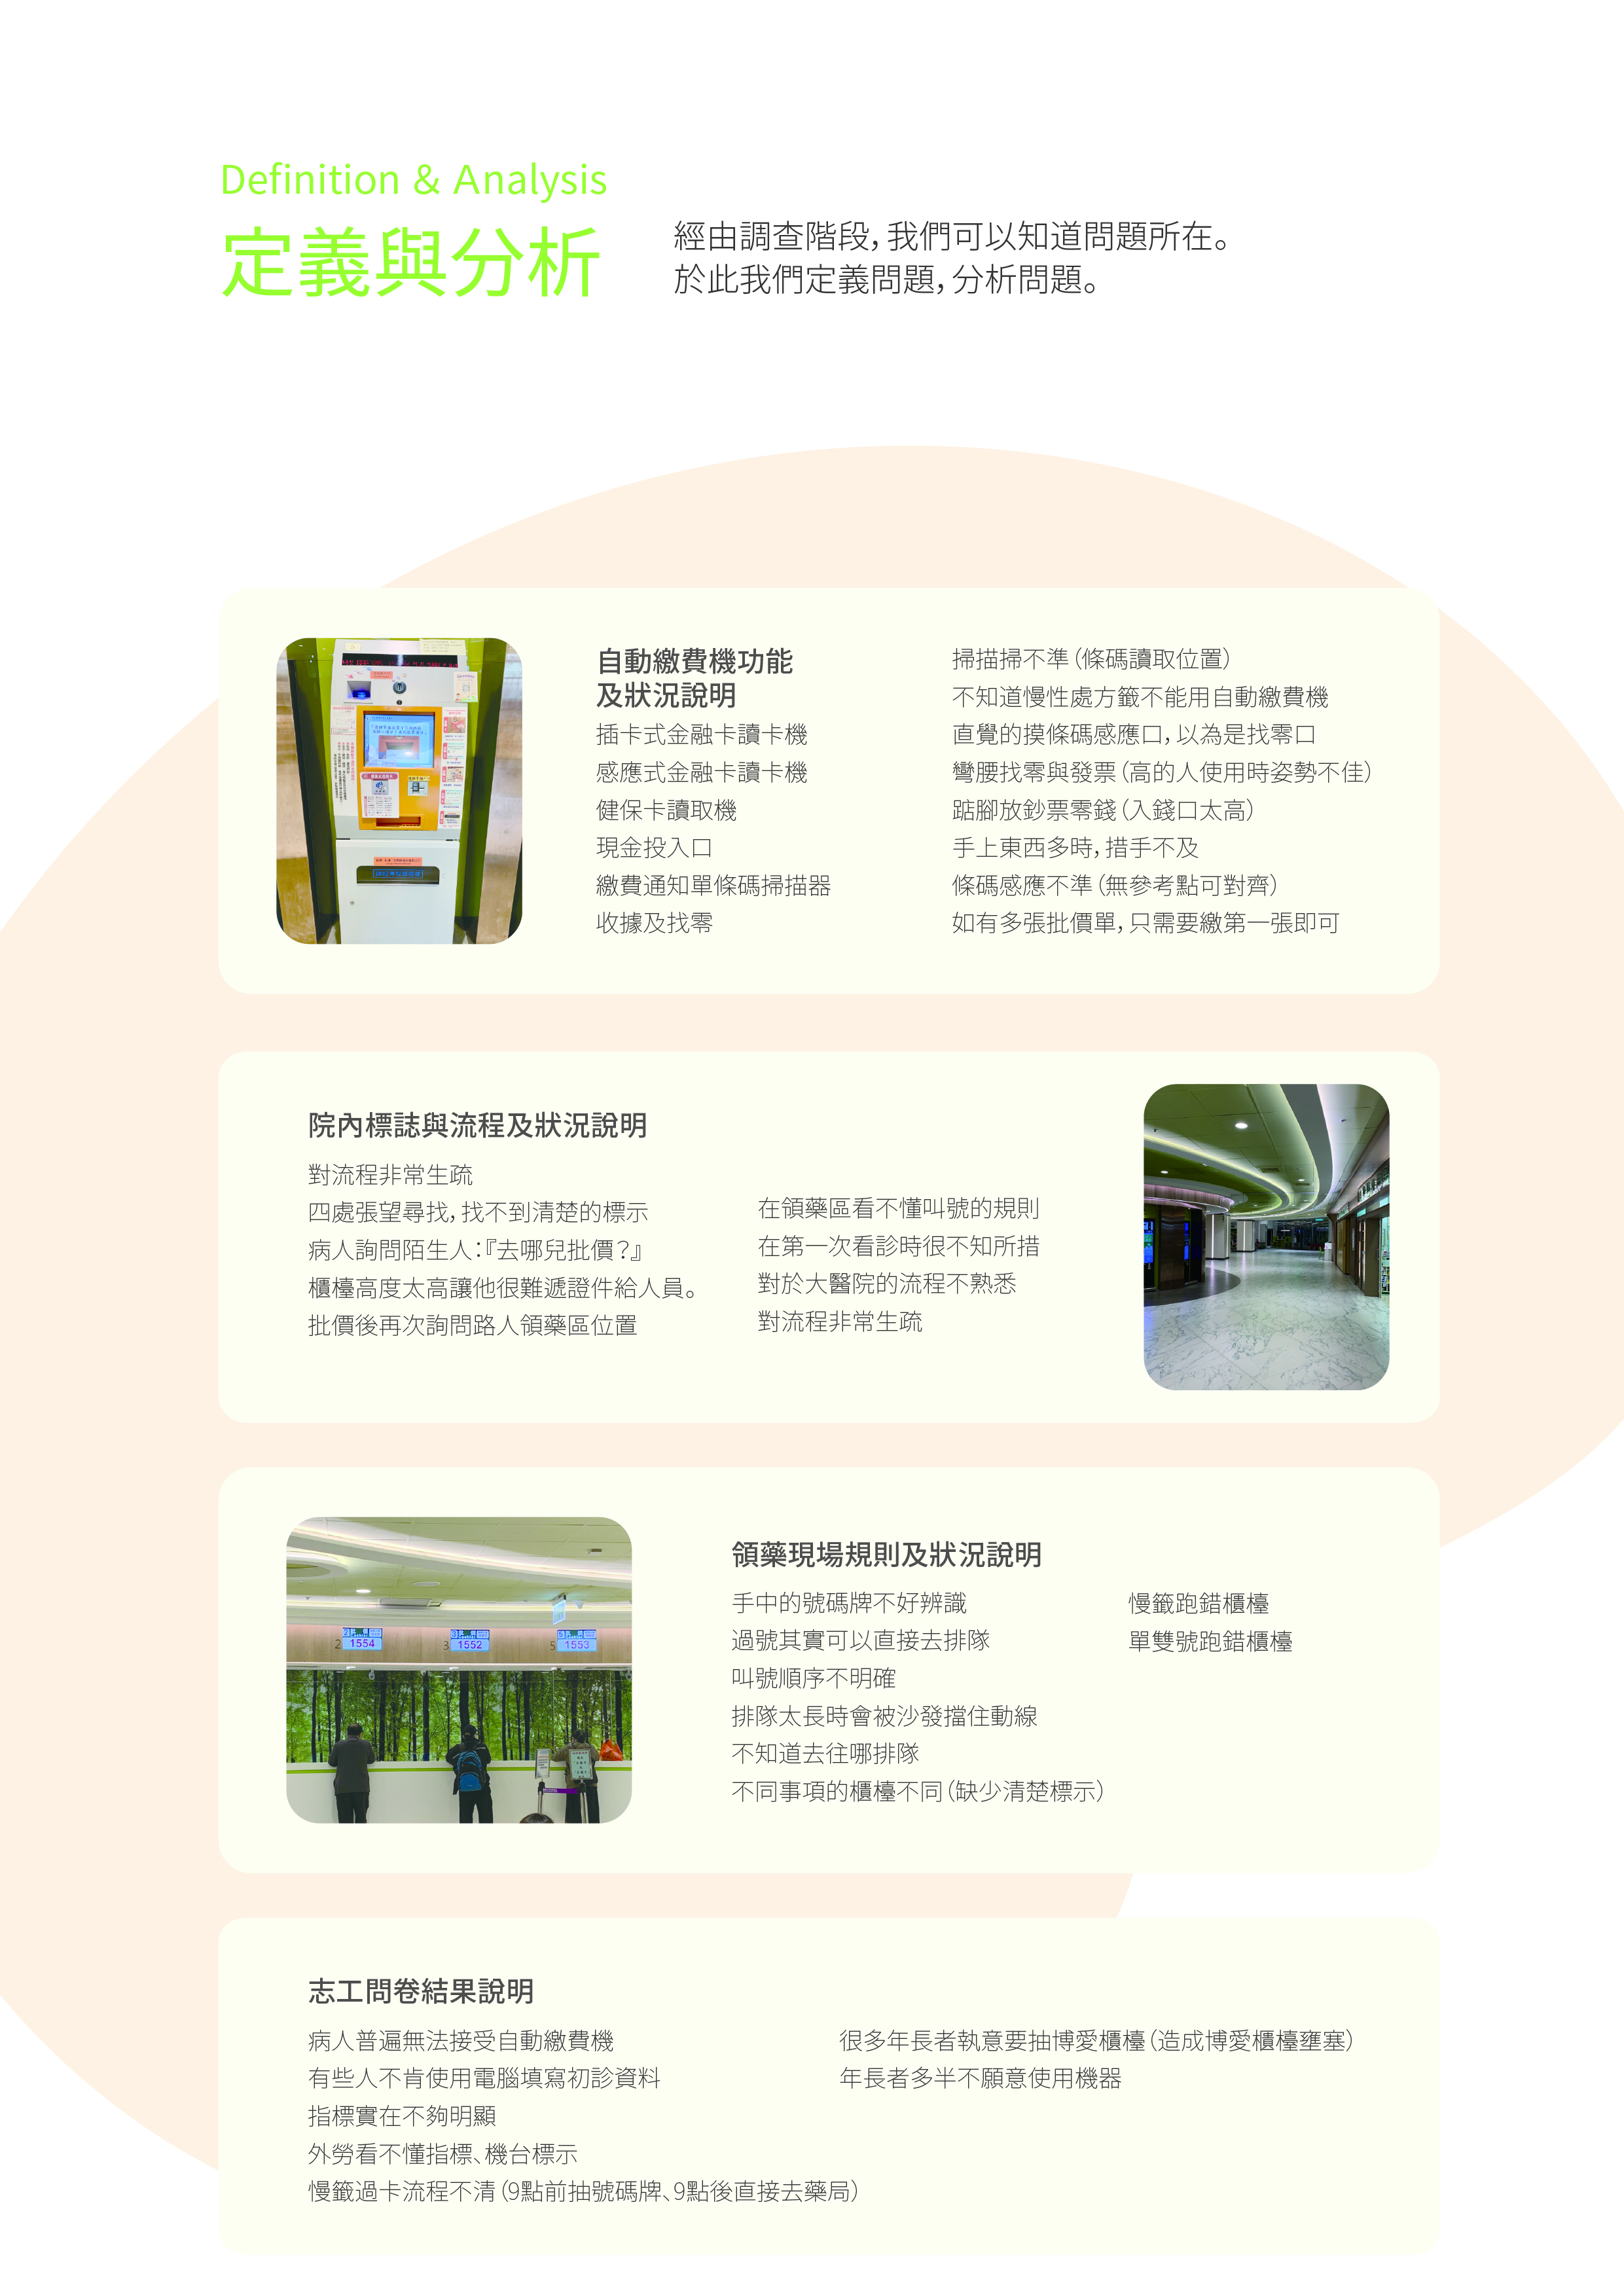 Definition & Analysis
定義與分析
經由調查階段，我們可以知道問題所在。
於此我們定義問題，分析問題。
自動繳費機功能
及狀況說明
插卡式金融卡讀卡機
感應式金融卡讀卡機
健保卡讀取機
現金投入口
繳費通知單條碼掃描器
收據及找零
掃描掃不準（條碼讀取位置）
不知道慢性處方籤不能用自動繳費機
直覺的摸條碼感應口，以為是找零口
彎腰找零與發票（高的人使用時姿勢不佳）
踮腳放鈔票零錢（入錢口太高）
手上東西多時，措手不及
條碼感應不準（無參考點可對齊）
如有多張批價單，只需要繳第一張即可
院內標誌與流程及狀況說明
對流程非常生疏
四處張望尋找，找不到清楚的標示
病人詢問陌生人：『去哪兒批價？』
櫃檯高度太高讓他很難遞證件給人員。
批價後再次詢問路人領藥區位置
在領藥區看不懂叫號的規則
在第一次看診時很不知所措
對於大醫院的流程不熟悉
對流程非常生疏
2 1554
3 1552
5 1553
領藥現場規則及狀況說明
手中的號碼牌不好辨識
過號其實可以直接去排隊
叫號順序不明確
排隊太長時會被沙發擋住動線
不知道去往哪排隊
不同事項的櫃檯不同（缺少清楚標示）
慢籤跑錯櫃檯
單雙號跑錯櫃檯
志工問卷結果說明
病人普遍無法接受自動繳費機
有些人不肯使用電腦填寫初診資料
指標實在不夠明顯
外勞看不懂指標、機台標示
慢籤過卡流程不清（9點前抽號碼牌、9點後直接去藥局）
很多年長者執意要抽博愛櫃檯（造成博愛櫃檯壅塞）
年長者多半不願意使用機器